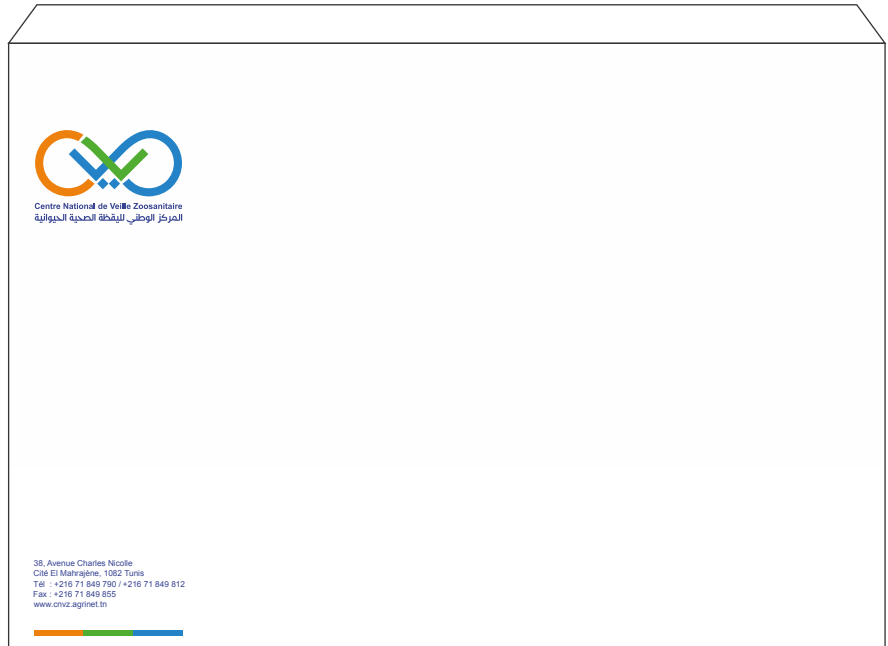 Centre National de Veille Zoosanitaire
المركز الوطني لليقظة الصحية الحيوانية
38, Avenue Charles Nicolle
Cité El Mahrajène, 1082 Tunis
Tél : +216 71 849 790 / +216 71 849 812
Fax : +216 71 849 855
www.cnvz.agrinet.tn